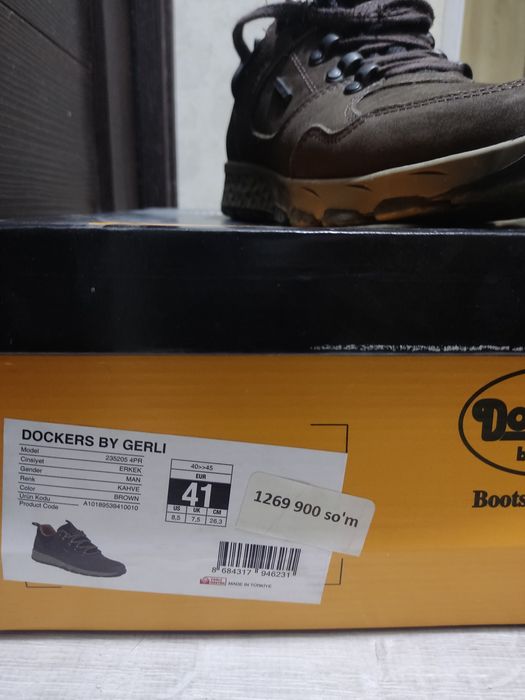 DOCKERS BY GERLI
Model 235205 4PR
Cinsiyet ERKEK
Gender MAN
Renk KAHVE
Color BROWN
Ürün Kodu A10189539410010
Product Code
40>>45
EUR
41
US UK CM
8,5 7,5 26,3
1269 900 so'm
8 684317 946231
MADE IN TÜRKİYE
Do
b
Boots